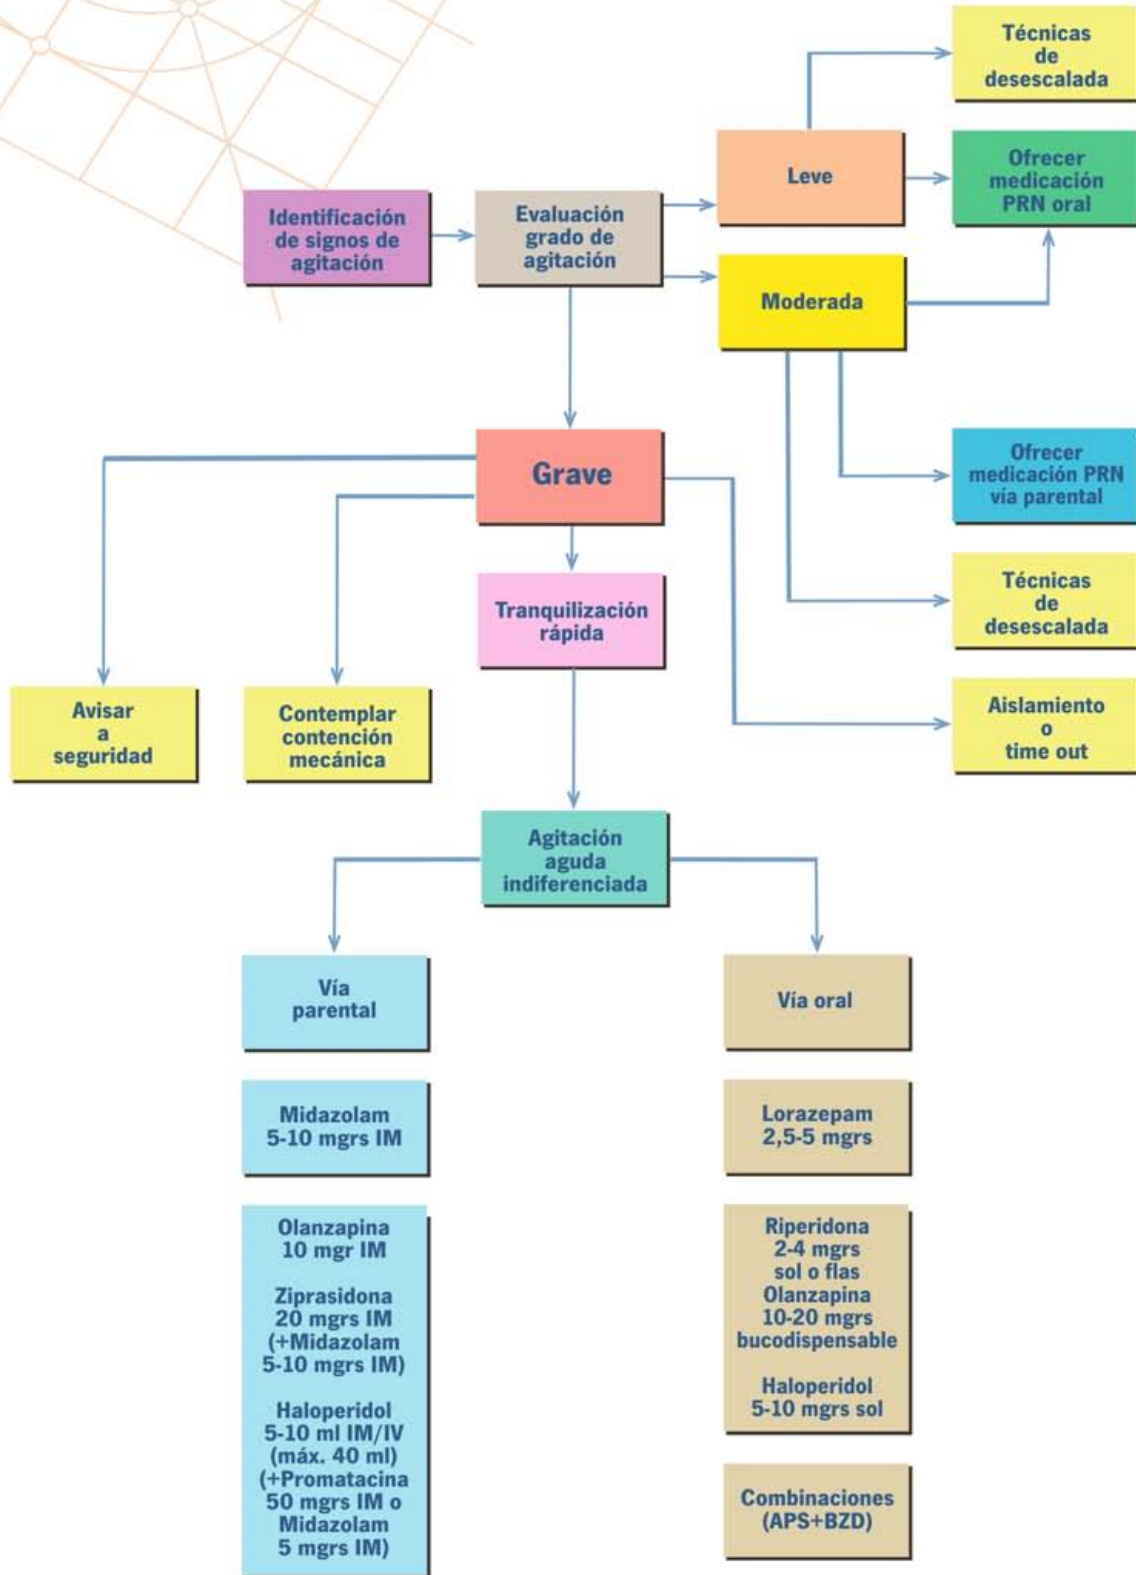 Técnicas
de
desescalada
Leve
Ofrecer
medicación
PRN oral
Identificación
de signos de
agitación
Evaluación
grado de
agitación
Moderada
Grave
Ofrecer
medicación PRN
vía parental
Técnicas
de
desescalada
Tranquilización
rápida
Avisar
a
seguridad
Contemplar
contención
mecánica
Aislamiento
o
time out
Agitación
aguda
indiferenciada
Vía
parental
Midazolam
5-10 mgrs IM
Olanzapina
10 mgr IM
Ziprasidona
20 mgrs IM
(+Midazolam
5-10 mgrs IM)
Haloperidol
5-10 ml IM/IV
(máx. 40 ml)
(+Promatacina
50 mgrs IM o
Midazolam
5 mgrs IM)
Vía oral
Lorazepam
2,5-5 mgrs
Riperidona
2-4 mgrs
sol o flas
Olanzapina
10-20 mgrs
bucodispensable
Haloperidol
5-10 mgrs sol
Combinaciones
(APS+BZD)